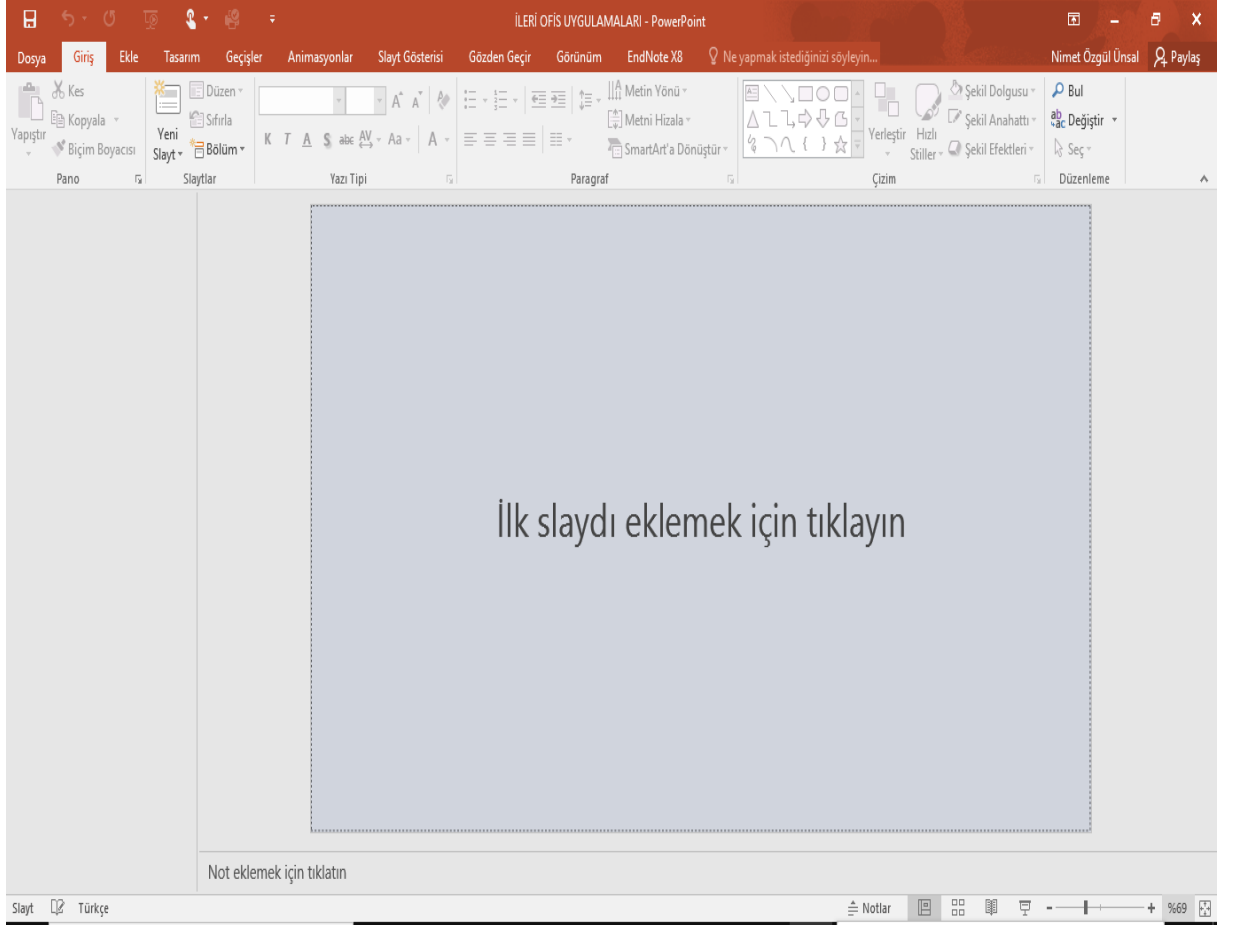 İLERİ OFİS UYGULAMALARI - PowerPoint
Dosya Giriş Ekle Tasarım Geçişler Animasyonlar Slayt Gösterisi Gözden Geçir Görünüm EndNote X8 Ne yapmak istediğinizi söyleyin... Nimet Özgül Ünsal Paylaş
Yapıştır
Kes
Kopyala
Biçim Boyacısı
Pano
Yeni
Slayt
Düzen
Sıfırla
Bölüm
Slaytlar
K T A S abc AV Aa A
Yazı Tipi
Metin Yönü
Metni Hizala
SmartArt'a Dönüştür
Paragraf
Yerleştir
Hızlı
Stiller
Şekil Dolgusu
Şekil Anahattı
Şekil Efektleri
Çizim
Bul
Değiştir
Seç
Düzenleme
İlk slaydı eklemek için tıklayın
Not eklemek için tıklatın
Slayt Türkçe Notlar %69